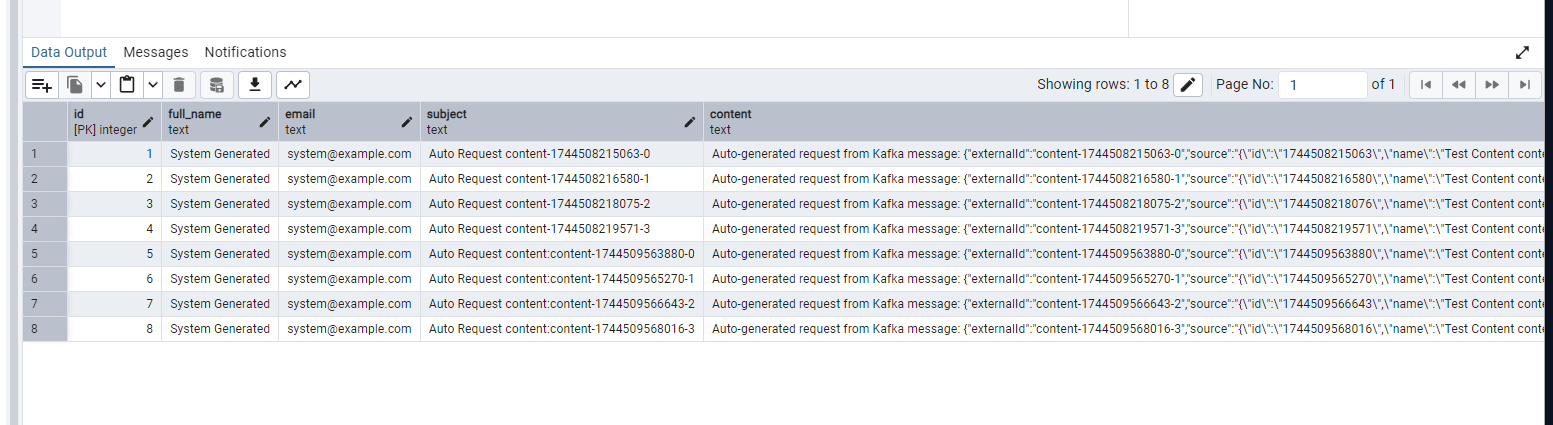 Data Output Messages Notifications
Showing rows: 1 to 8 Page No: 1 of 1
id full_name email subject content
[PK] integer text text text text
1 1 System Generated system@example.com Auto Request content-1744508215063-0 Auto-generated request from Kafka message: {"externalId":"content-1744508215063-0","source":"{\"id\":\"1744508215063\",\"name\":\"Test Content conte
2 2 System Generated system@example.com Auto Request content-1744508216580-1 Auto-generated request from Kafka message: {"externalId":"content-1744508216580-1","source":"{\"id\":\"1744508216580\",\"name\":\"Test Content conte
3 3 System Generated system@example.com Auto Request content-1744508218075-2 Auto-generated request from Kafka message: {"externalId":"content-1744508218075-2","source":"{\"id\":\"1744508218076\",\"name\":\"Test Content conte
4 4 System Generated system@example.com Auto Request content-1744508219571-3 Auto-generated request from Kafka message: {"externalId":"content-1744508219571-3","source":"{\"id\":\"1744508219571\",\"name\":\"Test Content conte
5 5 System Generated system@example.com Auto Request content:content-1744509563880-0 Auto-generated request from Kafka message: {"externalId":"content-1744509563880-0","source":"{\"id\":\"1744509563880\",\"name\":\"Test Content conte
6 6 System Generated system@example.com Auto Request content:content-1744509565270-1 Auto-generated request from Kafka message: {"externalId":"content-1744509565270-1","source":"{\"id\":\"1744509565270\",\"name\":\"Test Content conte
7 7 System Generated system@example.com Auto Request content:content-1744509566643-2 Auto-generated request from Kafka message: {"externalId":"content-1744509566643-2","source":"{\"id\":\"1744509566643\",\"name\":\"Test Content conte
8 8 System Generated system@example.com Auto Request content:content-1744509568016-3 Auto-generated request from Kafka message: {"externalId":"content-1744509568016-3","source":"{\"id\":\"1744509568016\",\"name\":\"Test Content conte